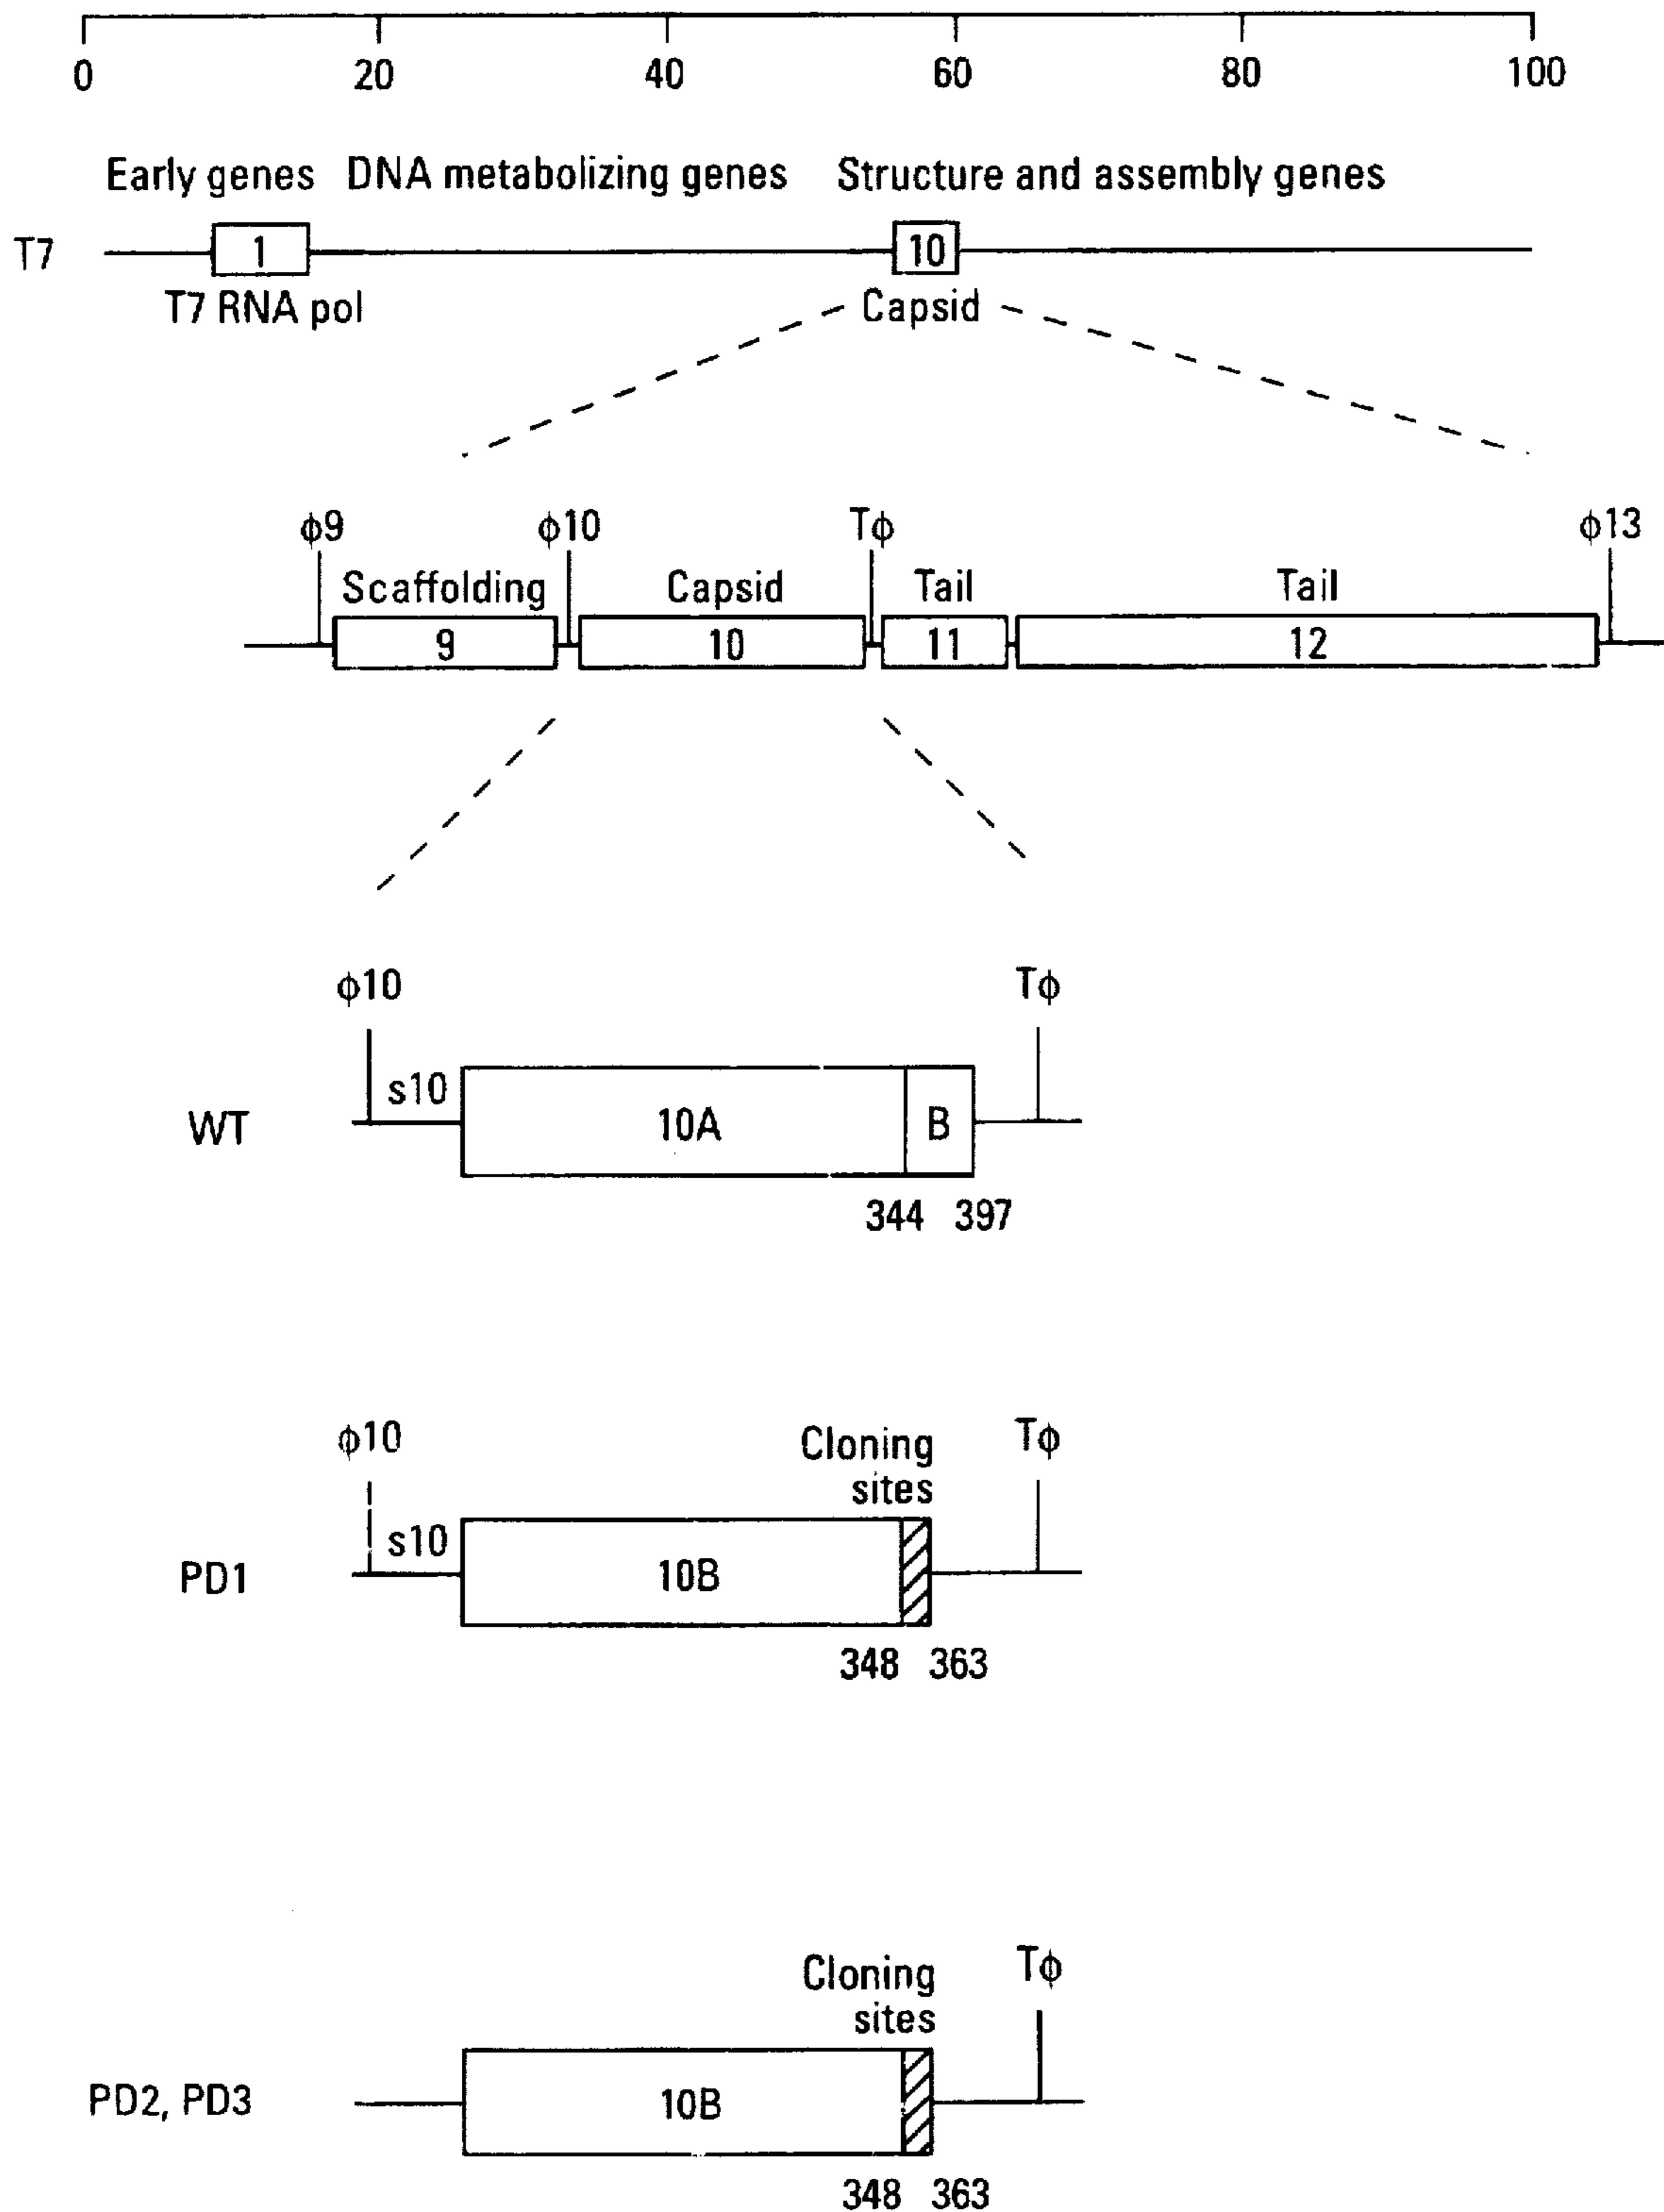 0 20 40 60 80 100
Early genes DNA metabolizing genes Structure and assembly genes
T7 1 10
T7 RNA pol Capsid
ϕ9 ϕ10 Tϕ ϕ13
Scaffolding Capsid Tail Tail
9 10 11 12
ϕ10 Tϕ
s10
WT 10A B
344 397
ϕ10 Cloning Tϕ
sites
s10
PD1 10B
348 363
Cloning Tϕ
sites
PD2, PD3 10B
348 363